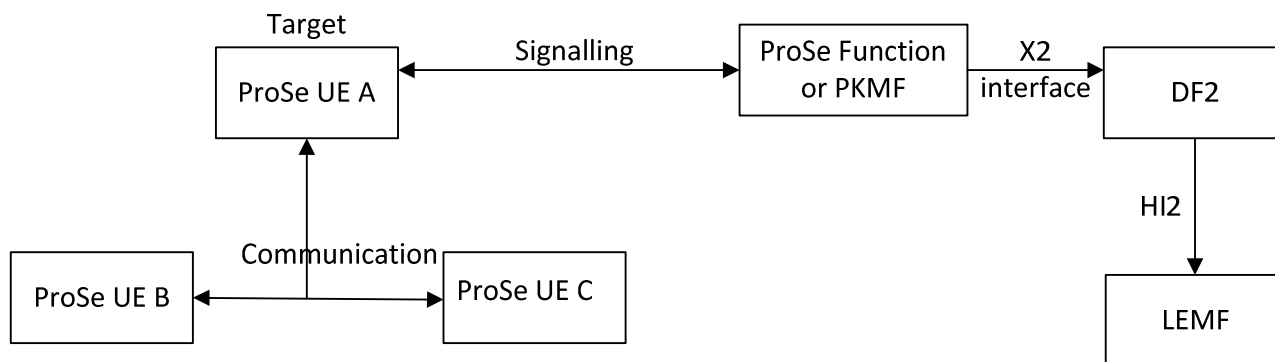 Target
ProSe UE A
Signalling
ProSe Function
or PKMF
X2
interface
DF2
HI2
Communication
ProSe UE B
ProSe UE C
LEMF